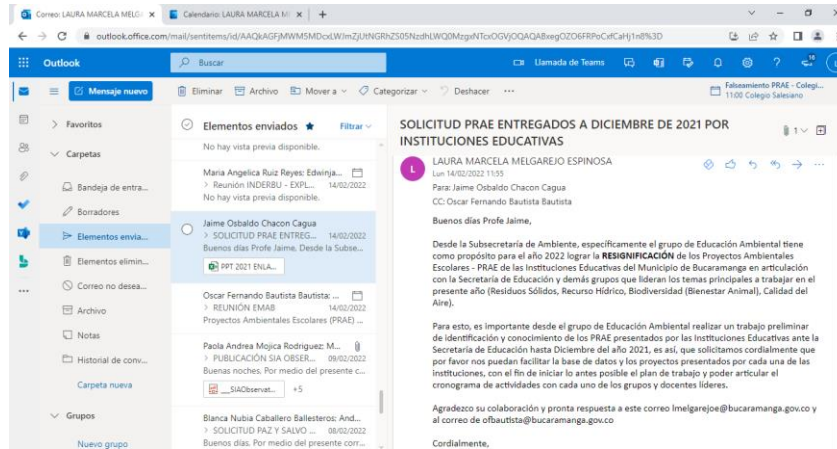 Correo: LAURA MARCELA MELG
Calendario: LAURA MARCELA M
outlook.office.com/mail/sentitems/id/
Outlook
Buscar
Llamada de Teams
Mensaje nuevo
Eliminar
Archivo
Mover a
Categorizar
Deshacer
Falseamiento PRAE - Colegi...
11:00 Colegio Salesiano
Favoritos
Carpetas
Bandeja de entra...
Borradores
Elementos envia...
Elementos elimin...
Correo no desea...
Archivo
Notas
Historial de conv...
Carpeta nueva
Grupos
Nuevo grupo
Elementos enviados
Filtrar
No hay vista previa disponible.
Maria Angelica Ruiz Reyes; Edwinja...
> Reunión INDERBU - EXPL... 14/02/2022
No hay vista previa disponible.
Jaime Osbaldo Chacon Cagua
> SOLICITUD PRAE ENTREG... 14/02/2022
Buenos días Profe Jaime, Desde la Subse...
PPT 2021 ENLA...
Oscar Fernando Bautista Bautista; ...
> REUNIÓN EMAB 14/02/2022
Proyectos Ambientales Escolares (PRAE) ...
Paola Andrea Mojica Rodriguez; M...
> PUBLICACIÓN SIA OBSER... 09/02/2022
Buenas noches, Por medio del presente c...
__SIAObservat...
+5
Blanca Nubia Caballero Ballesteros; And...
> SOLICITUD PAZ Y SALVO ... 08/02/2022
Buenos días. Por medio del presente corr...
SOLICITUD PRAE ENTREGADOS A DICIEMBRE DE 2021 POR
INSTITUCIONES EDUCATIVAS
1
L
LAURA MARCELA MELGAREJO ESPINOSA
Lun 14/02/2022 11:55
Para: Jaime Osbaldo Chacon Cagua
CC: Oscar Fernando Bautista Bautista
Buenos días Profe Jaime,
Desde la Subsecretaría de Ambiente, específicamente el grupo de Educación Ambiental tiene
como propósito para el año 2022 lograr la RESIGNIFICACIÓN de los Proyectos Ambientales
Escolares - PRAE de las Instituciones Educativas del Municipio de Bucaramanga en articulación
con la Secretaría de Educación y demás grupos que lideran los temas principales a trabajar en el
presente año (Residuos Sólidos, Recurso Hídrico, Biodiversidad (Bienestar Animal), Calidad del
Aire).
Para esto, es importante desde el grupo de Educación Ambiental realizar un trabajo preliminar
de identificación y conocimiento de los PRAE presentados por las Instituciones Educativas ante la
Secretaría de Educación hasta Diciembre del año 2021, es así, que solicitamos cordialmente que
por favor nos puedan facilitar la base de datos y los proyectos presentados por cada una de las
instituciones, con el fin de iniciar lo antes posible el plan de trabajo y poder articular el
cronograma de actividades con cada uno de los grupos y docentes líderes.
Agradezco su colaboración y pronta respuesta a este correo lmelgarejoe@bucaramanga.gov.co y
al correo de ofbautista@bucaramanga.gov.co
Cordialmente,